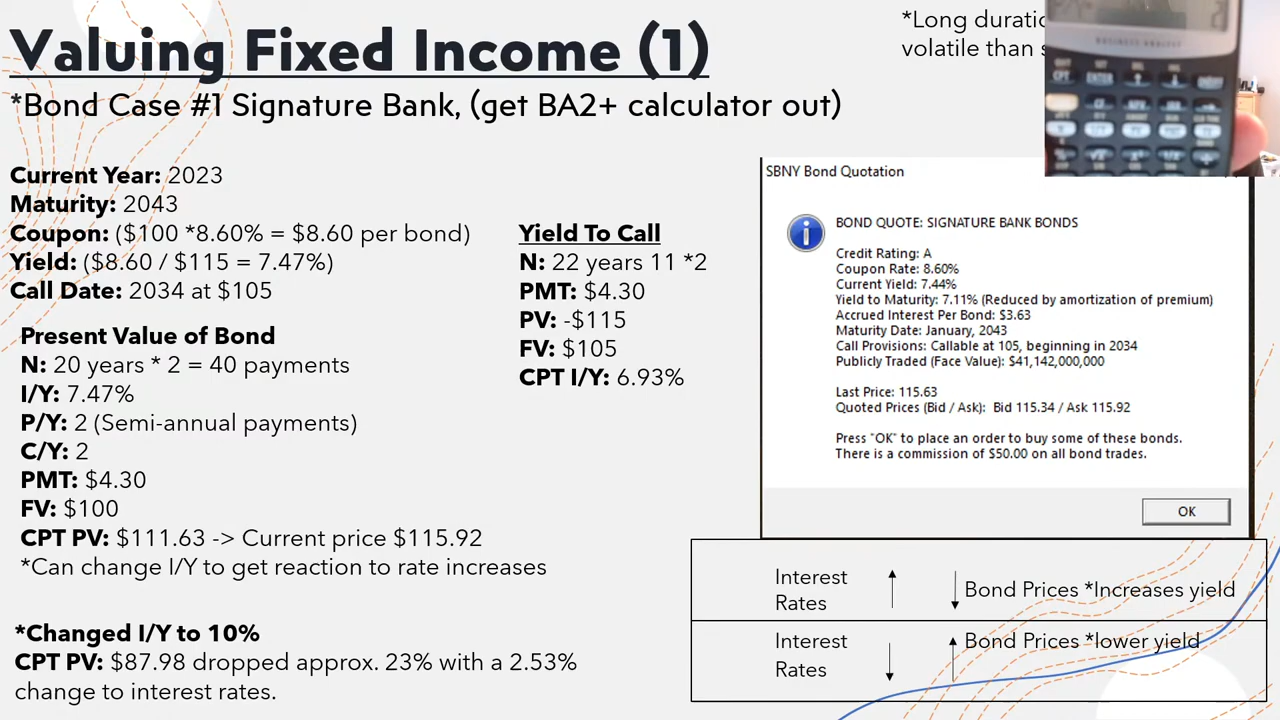 Valuing Fixed Income (1)
*Long
volatile than
*Bond Case #1 Signature Bank, (get BA2+ calculator out)
Current Year: 2023
Maturity: 2043
Coupon: ($100 *8.60% = $8.60 per bond)
Yield: ($8.60 / $115 = 7.47%)
Call Date: 2034 at $105
Present Value of Bond
N: 20 years * 2 = 40 payments
I/Y: 7.47%
P/Y: 2 (Semi-annual payments)
C/Y: 2
PMT: $4.30
FV: $100
CPT PV: $111.63 -> Current price $115.92
*Can change I/Y to get reaction to rate increases
*Changed I/Y to 10%
CPT PV: $87.98 dropped approx. 23% with a 2.53%
change to interest rates.
Yield To Call
N: 22 years 11 *2
PMT: $4.30
PV: -$115
FV: $105
CPT I/Y: 6.93%
SBNY Bond Quotation
BOND QUOTE: SIGNATURE BANK BONDS
Credit Rating: A
Coupon Rate: 8.60%
Current Yield: 7.44%
Yield to Maturity: 7.11% (Reduced by amortization of premium)
Accrued Interest Per Bond: $3.63
Maturity Date: January, 2043
Call Provisions: Callable at 105, beginning in 2034
Publicly Traded (Face Value): $41,142,000,000
Last Price: 115.63
Quoted Prices (Bid / Ask): Bid 115.34 / Ask 115.92
Press "OK" to place an order to buy some of these bonds.
There is a commission of $50.00 on all bond trades.
OK
Interest
Rates
Bond Prices *Increases yield
Interest
Rates
Bond Prices *lower yield
BUSINESS ANALYST
CPT ENTER
CF NPV IRR